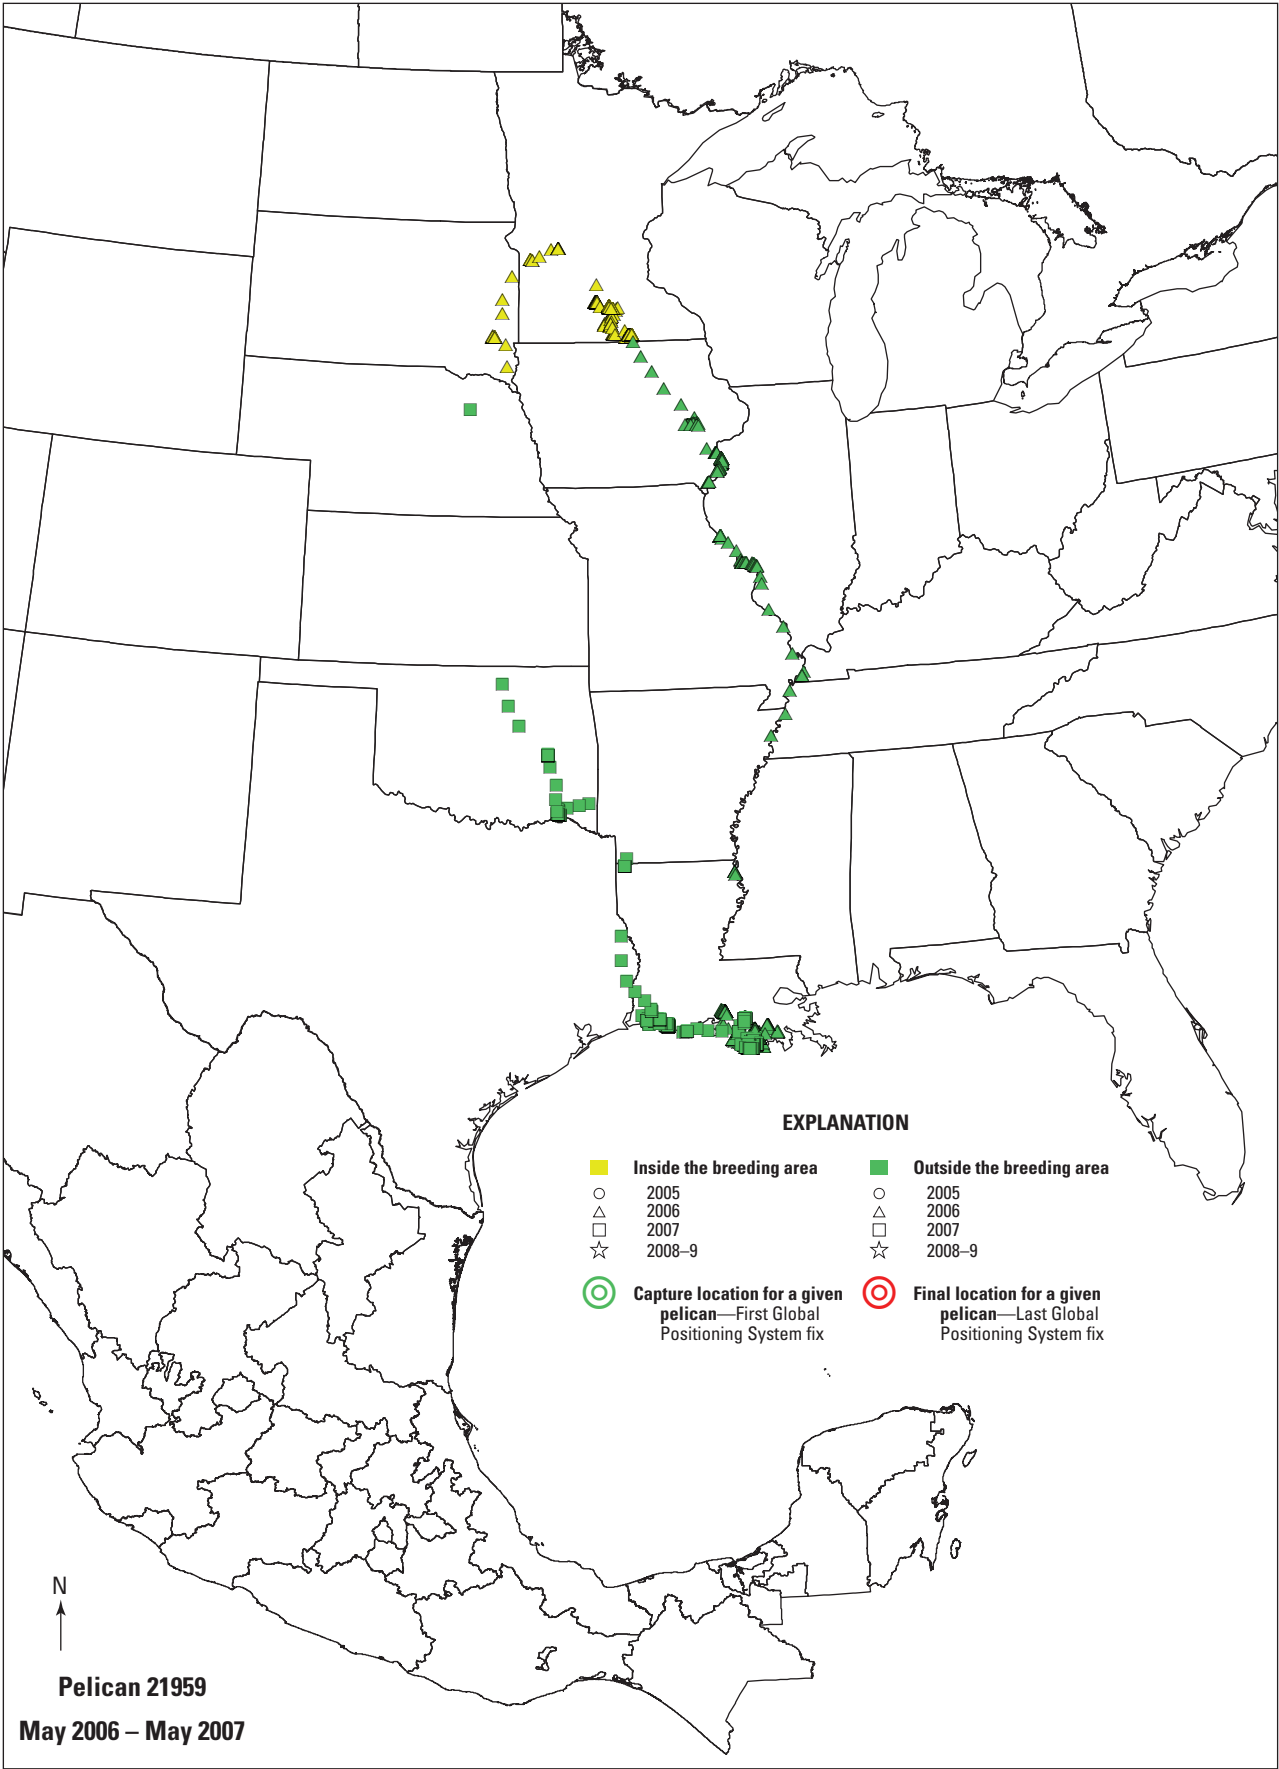 EXPLANATION
Inside the breeding area
2005
2006
2007
2008–9
Capture location for a given
pelican—First Global
Positioning System fix
Outside the breeding area
2005
2006
2007
2008–9
Final location for a given
pelican—Last Global
Positioning System fix
N
Pelican 21959
May 2006 – May 2007